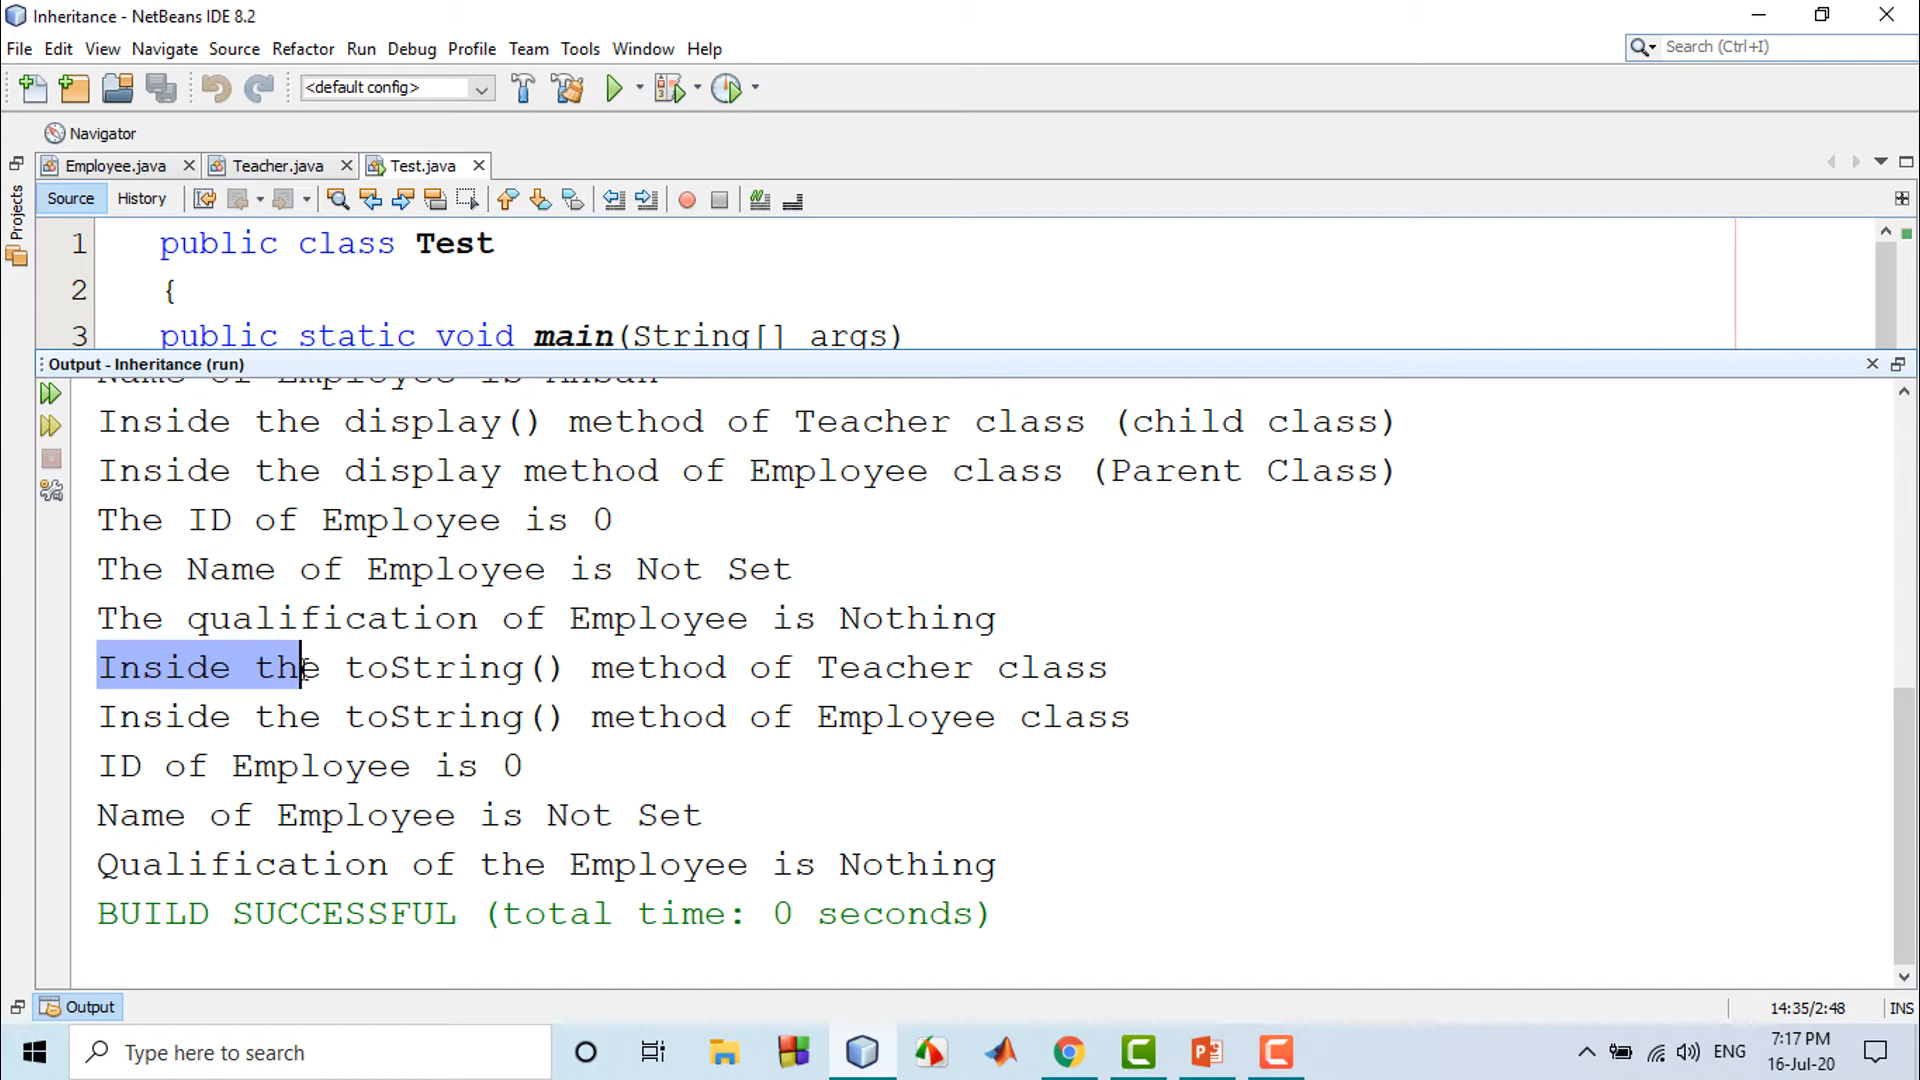 Inheritance - NetBeans IDE 8.2
File Edit View Navigate Source Refactor Run Debug Profile Team Tools Window Help
Search (Ctrl+I)
<default config>
Navigator
Employee.java Teacher.java Test.java
Projects
Source History
1 public class Test
2 {
3 public static void main(String[] args)
Output - Inheritance (run)
Name of Employee is Ahsan
Inside the display() method of Teacher class (child class)
Inside the display method of Employee class (Parent Class)
The ID of Employee is 0
The Name of Employee is Not Set
The qualification of Employee is Nothing
Inside the toString() method of Teacher class
Inside the toString() method of Employee class
ID of Employee is 0
Name of Employee is Not Set
Qualification of the Employee is Nothing
BUILD SUCCESSFUL (total time: 0 seconds)
Output
14:35/2:48 INS
Type here to search
ENG
7:17 PM
16-Jul-20